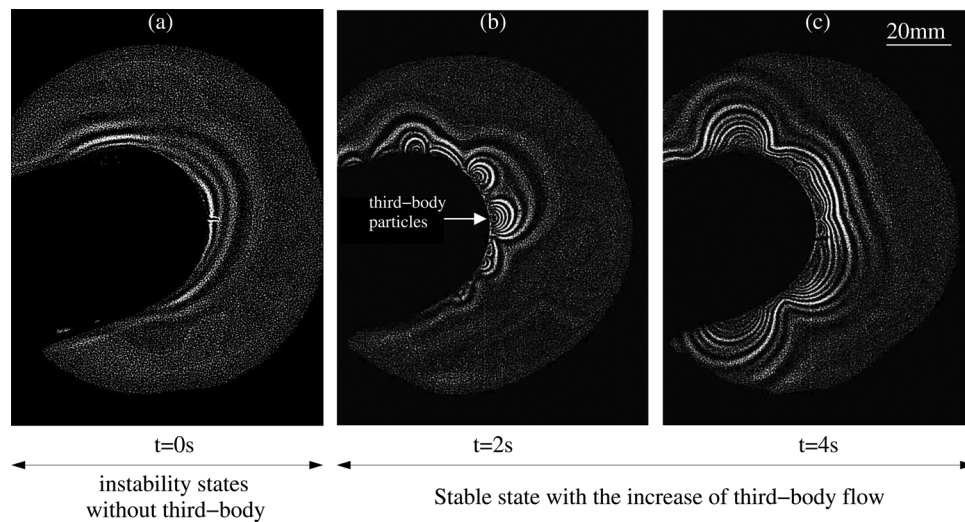 (a)
(b)
(c)
20mm
third−body
particles
t=0s
t=2s
t=4s
instability states
without third−body
Stable state with the increase of third−body flow